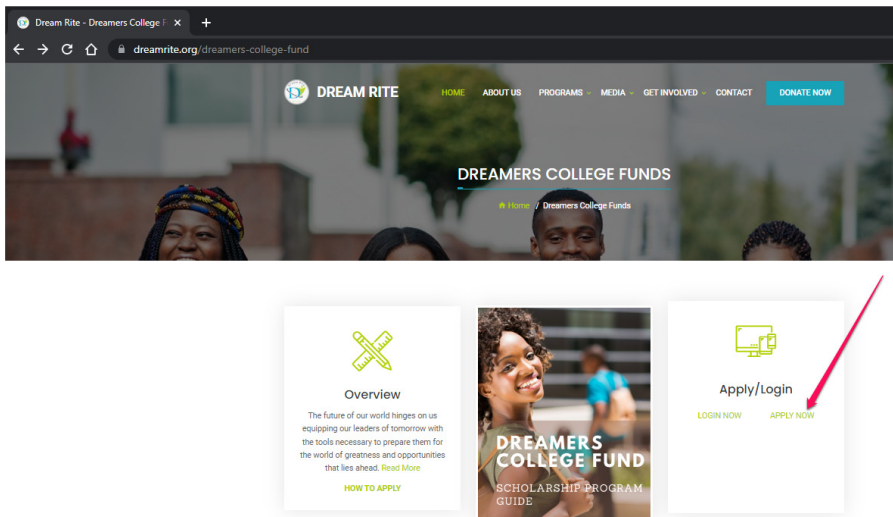 Dream Rite - Dreamers College F
dreamrite.org/dreamers-college-fund
DREAM RITE
HOME ABOUT US PROGRAMS MEDIA GET INVOLVED CONTACT DONATE NOW
DREAMERS COLLEGE FUNDS
Home / Dreamers College Funds
Overview
The future of our world hinges on us
equipping our leaders of tomorrow with
the tools necessary to prepare them for
the world of greatness and opportunities
that lies ahead. Read More
HOW TO APPLY
DREAMERS
COLLEGE FUND
SCHOLARSHIP PROGRAM
GUIDE
Apply/Login
LOGIN NOW APPLY NOW